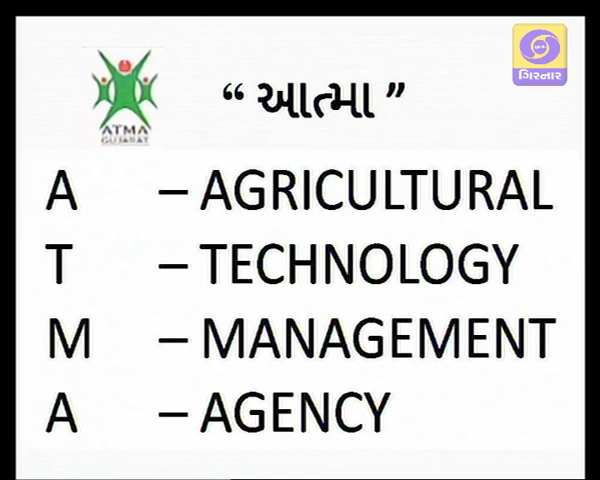 ગિરનાર
ATMA
GUJARAT
“ આત્મા ”
A – AGRICULTURAL
T – TECHNOLOGY
M – MANAGEMENT
A – AGENCY